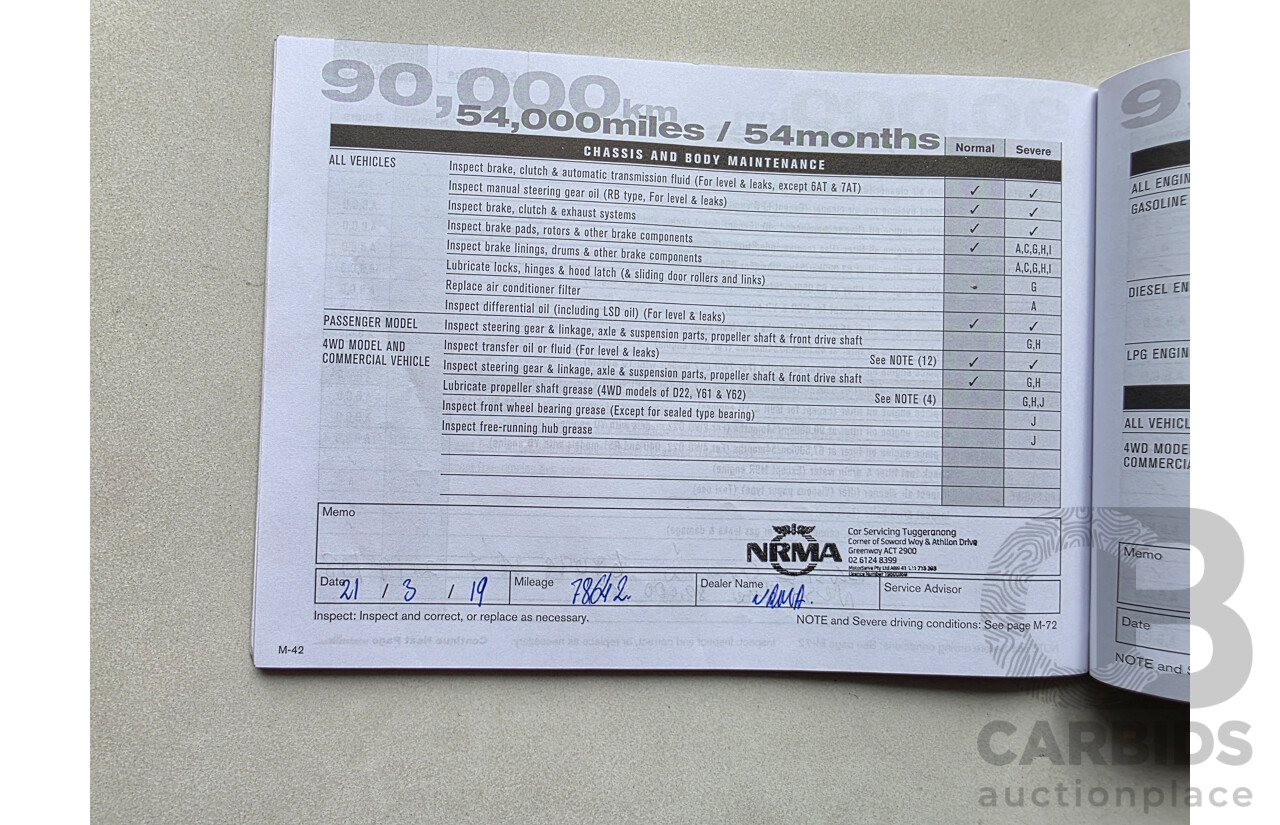 90,000km
54,000miles / 54months
CHASSIS AND BODY MAINTENANCE Normal Severe
ALL VEHICLES Inspect brake, clutch & automatic transmission fluid (For level & leaks, except 6AT & 7AT) ✓ ✓
Inspect manual steering gear oil (RB type, For level & leaks) ✓ ✓
Inspect brake, clutch & exhaust systems ✓ ✓
Inspect brake pads, rotors & other brake components ✓ A,C,G,H,I
Inspect brake linings, drums & other brake components A,C,G,H,I
Lubricate locks, hinges & hood latch (& sliding door rollers and links) G
Replace air conditioner filter A
Inspect differential oil (including LSD oil) (For level & leaks) ✓ ✓
PASSENGER MODEL Inspect steering gear & linkage, axle & suspension parts, propeller shaft & front drive shaft G,H
4WD MODEL AND Inspect transfer oil or fluid (For level & leaks) See NOTE (12) ✓ ✓
COMMERCIAL VEHICLE Inspect steering gear & linkage, axle & suspension parts, propeller shaft & front drive shaft ✓ G,H
Lubricate propeller shaft grease (4WD models of D22, Y61 & Y62) See NOTE (4) G,H,J
Inspect front wheel bearing grease (Except for sealed type bearing) J
Inspect free-running hub grease J
Memo
NRMA
Car Servicing Tuggeranong
Corner of Soward Way & Athllon Drive
Greenway ACT 2900
02 6124 8399
Date 21 / 3 / 19 Mileage 78642 Dealer Name NRMA. Service Advisor
Inspect: Inspect and correct, or replace as necessary. NOTE and Severe driving conditions: See page M-72
M-42
9
ALL ENGIN
GASOLINE
DIESEL EN
LPG ENGIN
ALL VEHICL
4WD MODE
COMMERCIA
Memo
Date
NOTE and S
CB
CARBIDS
auctionplace